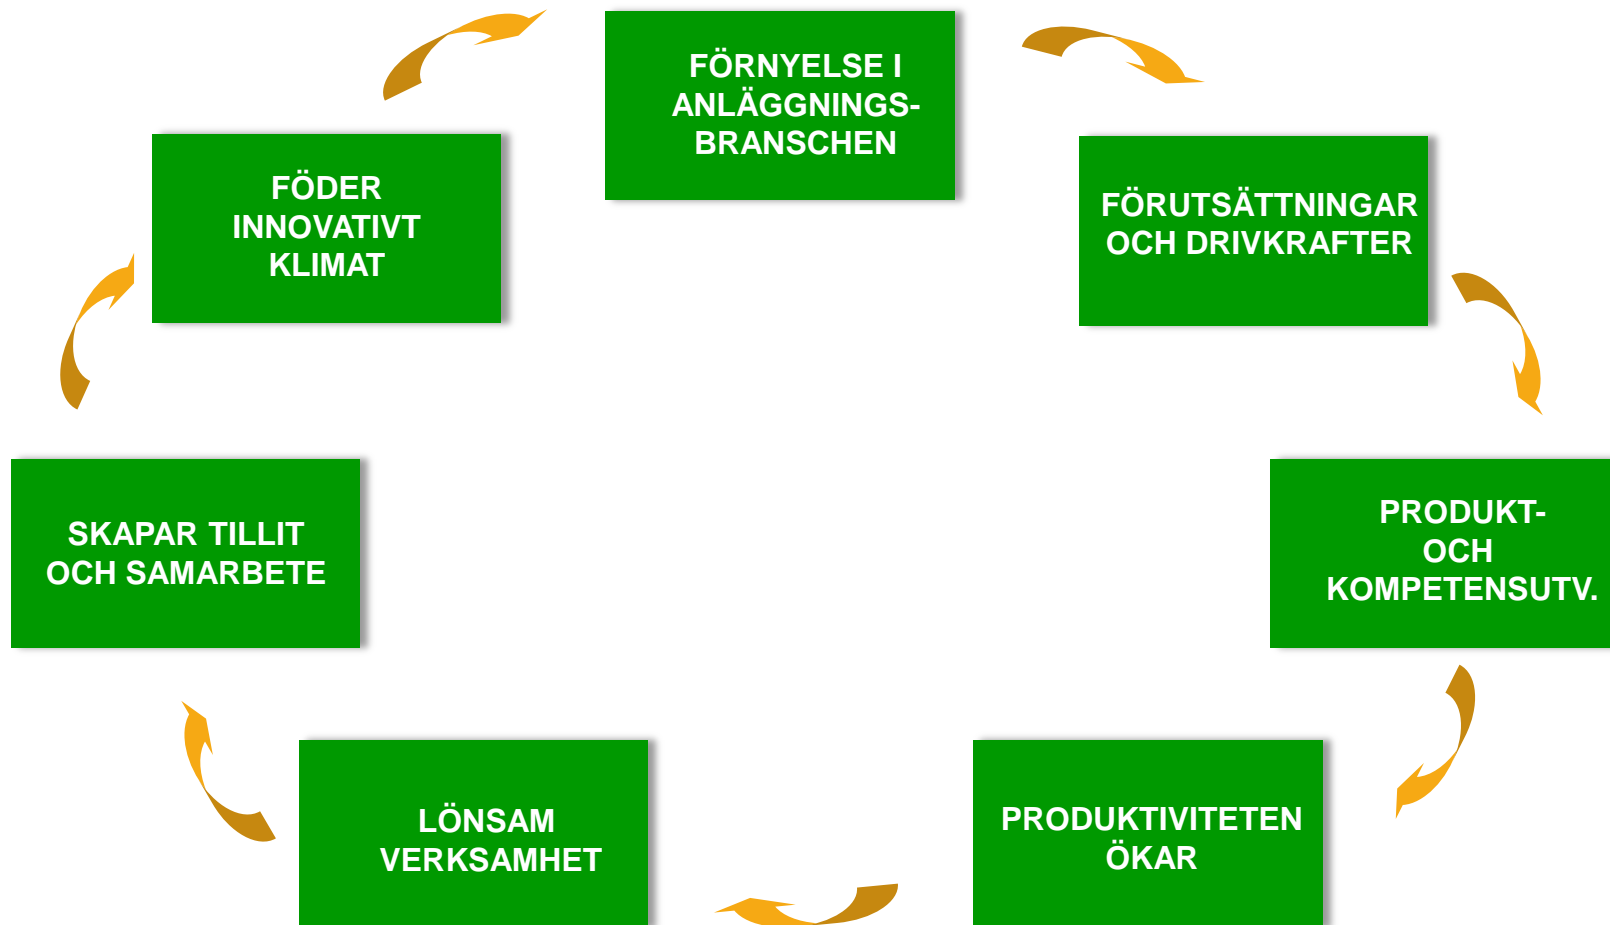 FÖRNYELSE I
ANLÄGGNINGS-
BRANSCHEN
FÖRUTSÄTTNINGAR
OCH DRIVKRAFTER
PRODUKT-
OCH
KOMPETENSUTV.
PRODUKTIVITETEN
ÖKAR
LÖNSAM
VERKSAMHET
SKAPAR TILLIT
OCH SAMARBETE
FÖDER
INNOVATIVT
KLIMAT